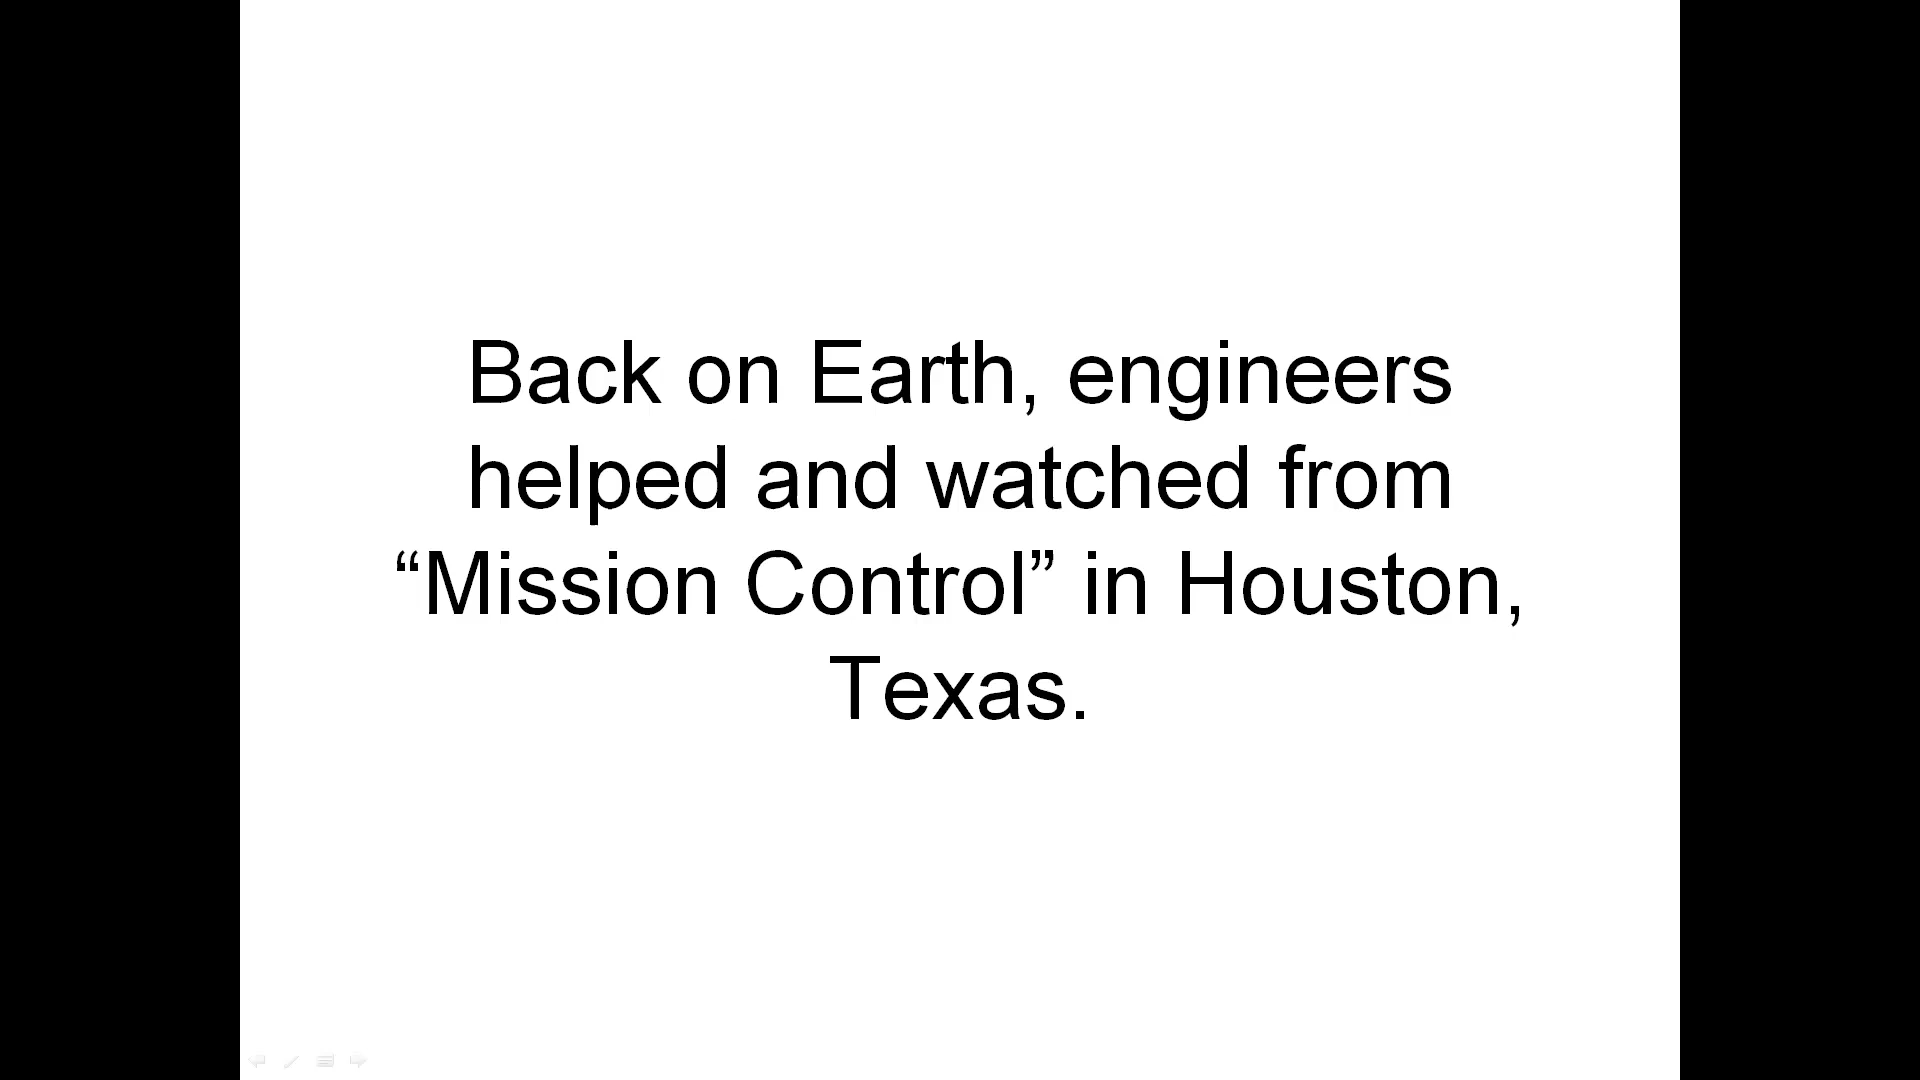 Back on Earth, engineers
helped and watched from
“Mission Control” in Houston,
Texas.